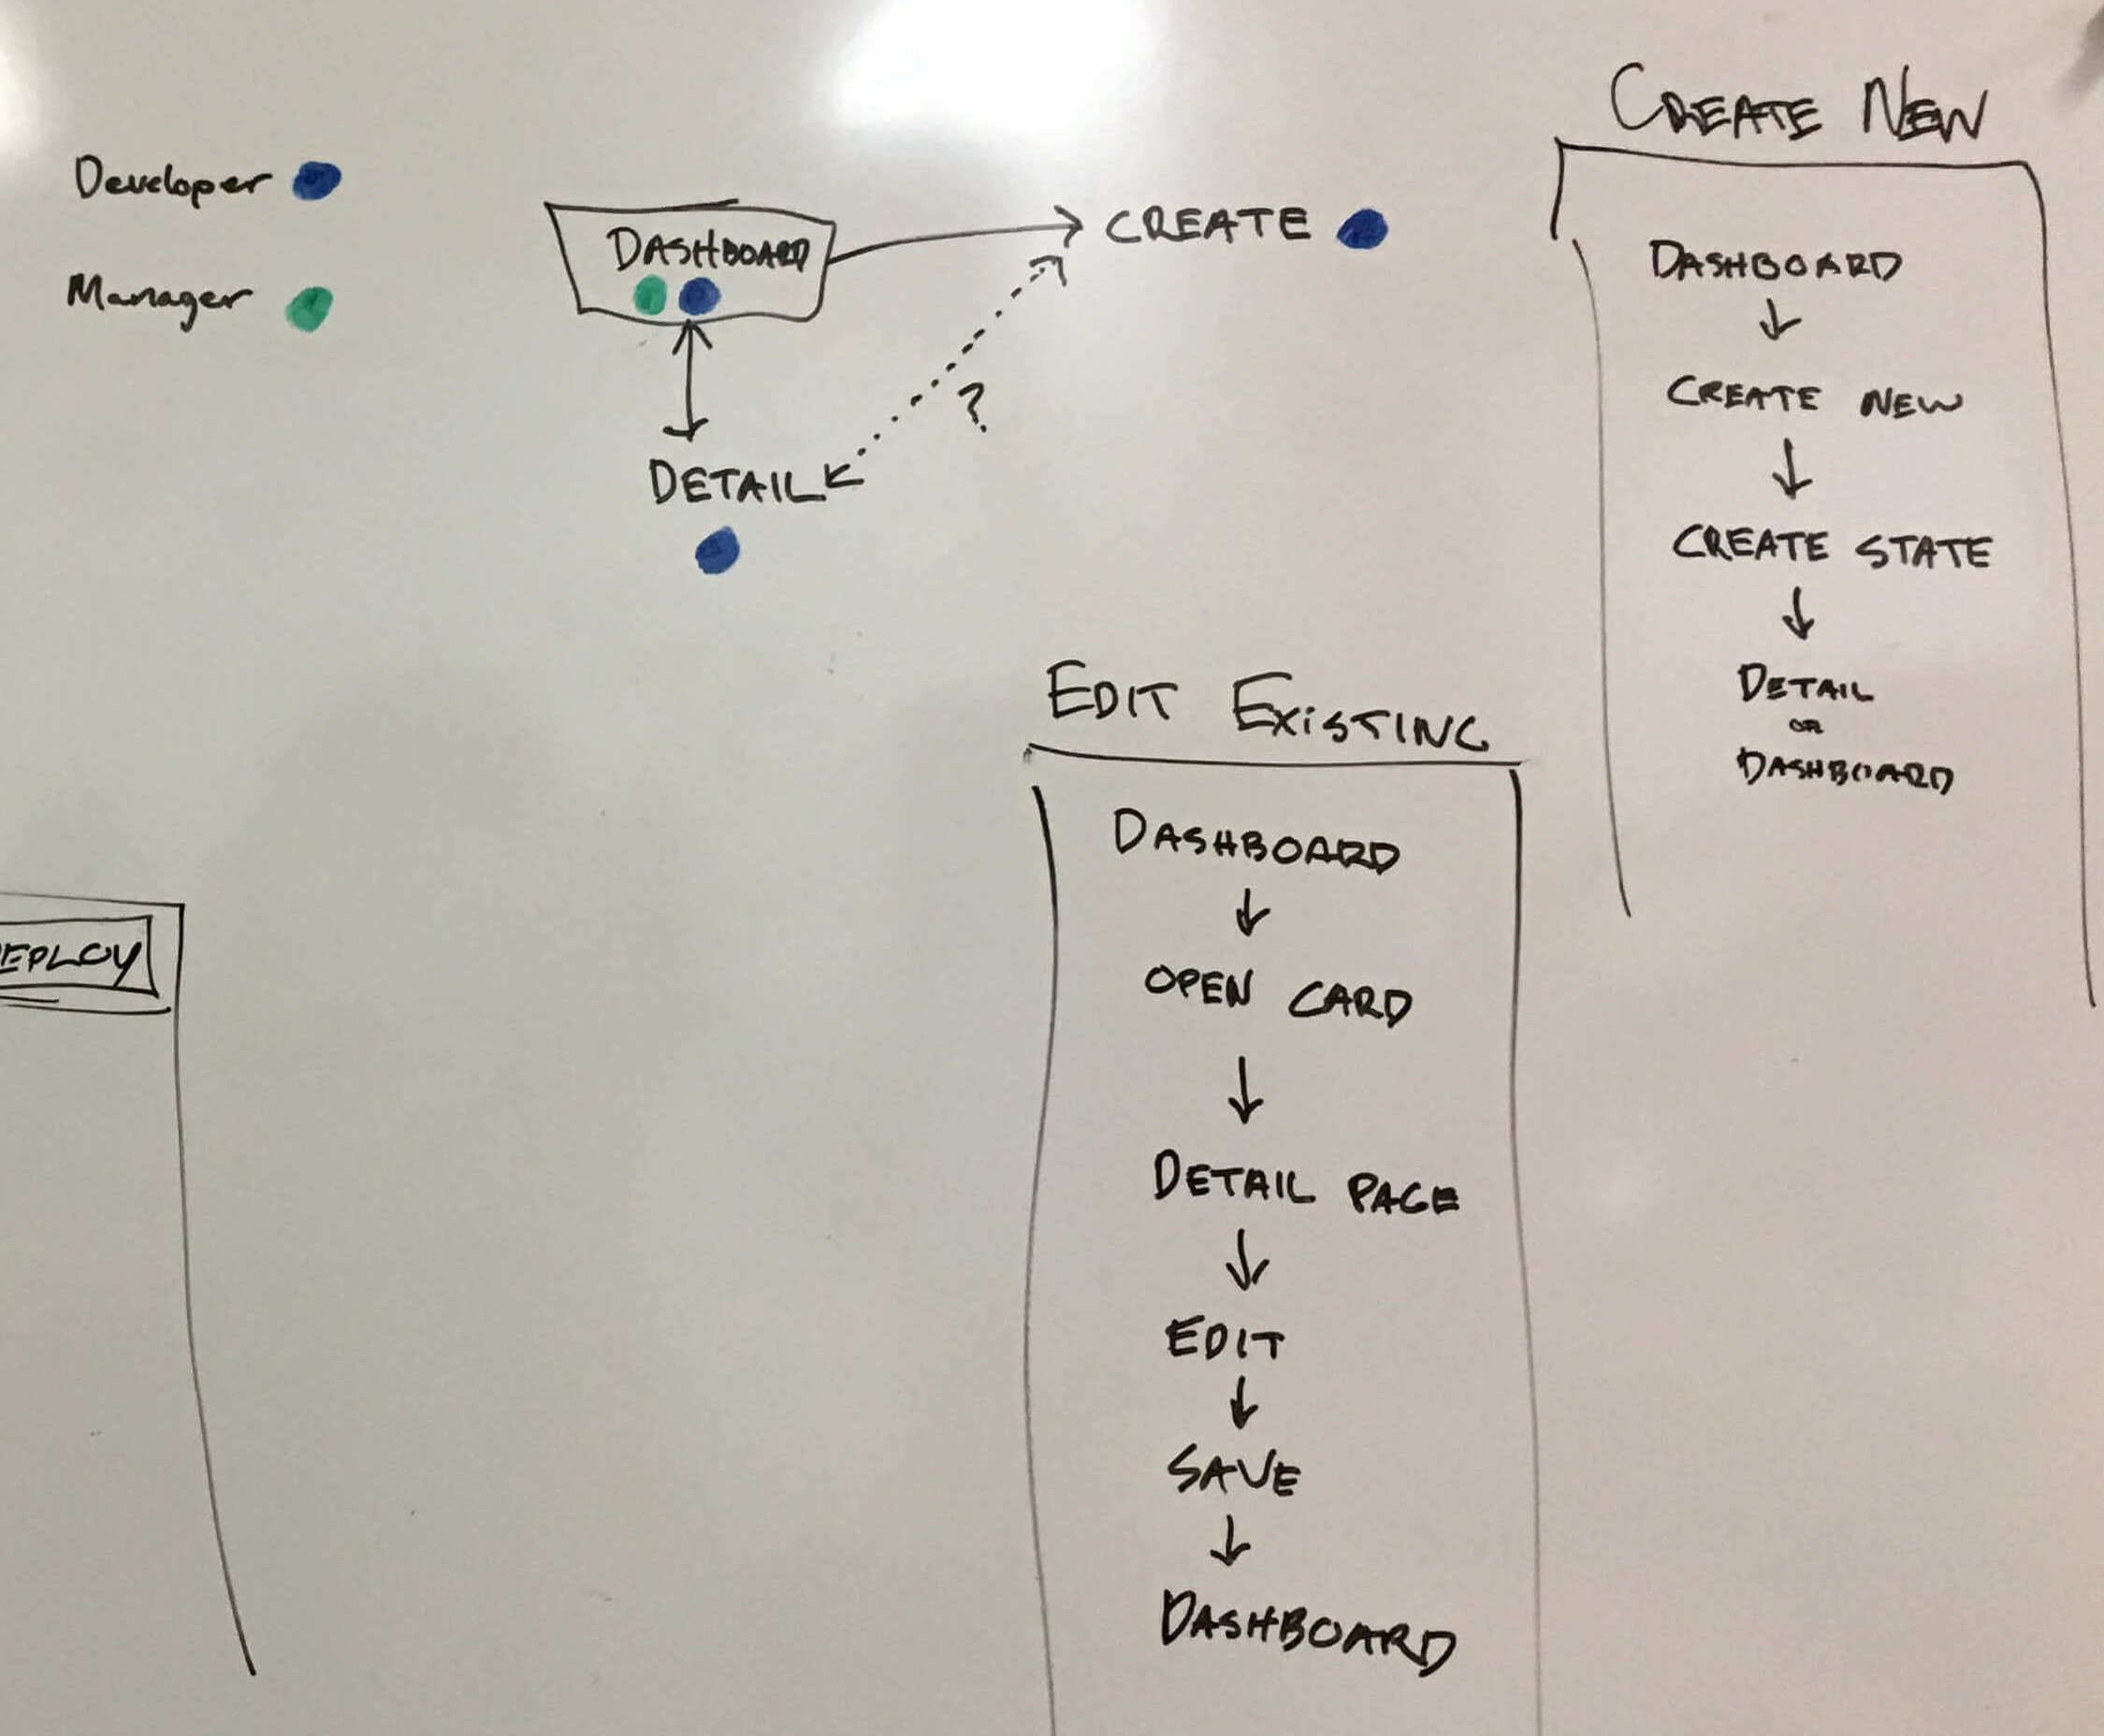 Developer
Manager
DASHBOARD
CREATE
?
DETAIL
CREATE NEW
DASHBOARD
CREATE NEW
CREATE STATE
DETAIL
OR
DASHBOARD
EDIT EXiSTING
DASHBOARD
OPEN CARD
DETAIL PAGE
EDIT
SAVE
DASHBOARD
EPLOY